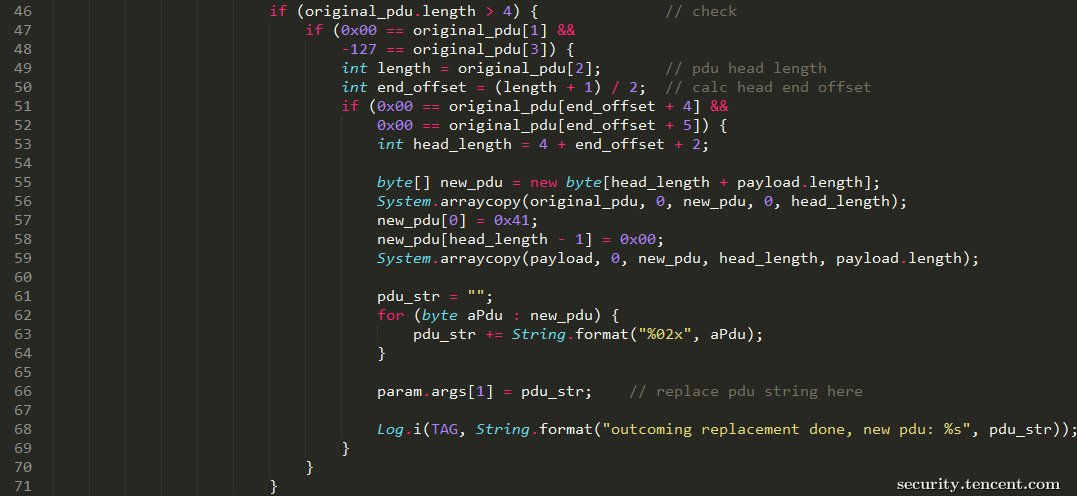 46 if (original_pdu.length > 4) { // check
47 if (0x00 == original_pdu[1] &&
48 -127 == original_pdu[3]) {
49 int length = original_pdu[2]; // pdu head length
50 int end_offset = (length + 1) / 2; // calc head end offset
51 if (0x00 == original_pdu[end_offset + 4] &&
52 0x00 == original_pdu[end_offset + 5]) {
53 int head_length = 4 + end_offset + 2;
54
55 byte[] new_pdu = new byte[head_length + payload.length];
56 System.arraycopy(original_pdu, 0, new_pdu, 0, head_length);
57 new_pdu[0] = 0x41;
58 new_pdu[head_length - 1] = 0x00;
59 System.arraycopy(payload, 0, new_pdu, head_length, payload.length);
60
61 pdu_str = "";
62 for (byte aPdu : new_pdu) {
63 pdu_str += String.format("%02x", aPdu);
64 }
65
66 param.args[1] = pdu_str; // replace pdu string here
67
68 Log.i(TAG, String.format("outcoming replacement done, new pdu: %s", pdu_str));
69 }
70 }
71 }
security.tencent.com